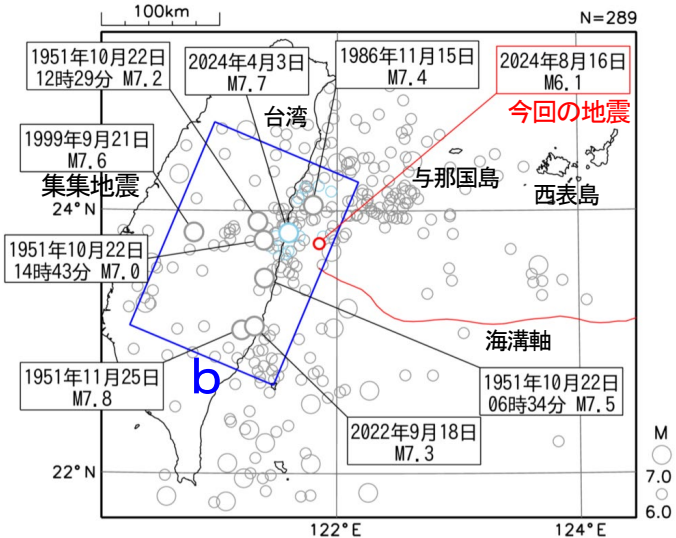 100km
N=289
1951年10月22日
12時29分 M7.2
2024年4月3日
M7.7
1986年11月15日
M7.4
2024年8月16日
M6.1
今回の地震
台湾
1999年9月21日
M7.6
集集地震
与那国島
西表島
24°N
1951年10月22日
14時43分 M7.0
海溝軸
b
1951年11月25日
M7.8
1951年10月22日
06時34分 M7.5
2022年9月18日
M7.3
22°N
M
7.0
6.0
122°E
124°E